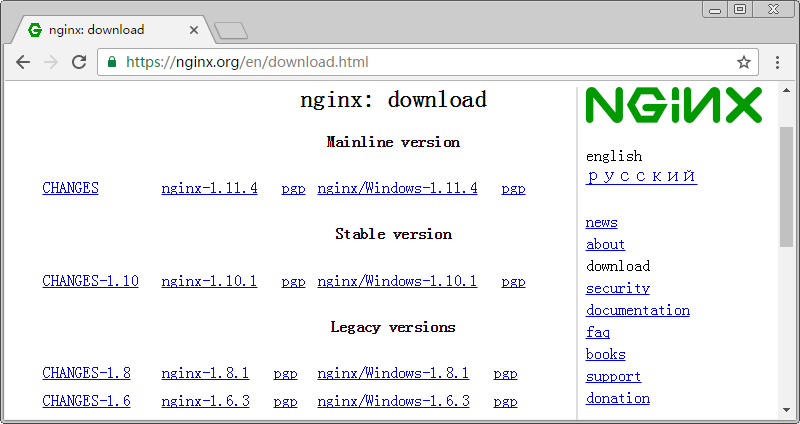 nginx: download
https://nginx.org/en/download.html
nginx: download
Mainline version
CHANGES nginx-1.11.4 pgp nginx/Windows-1.11.4 pgp
Stable version
CHANGES-1.10 nginx-1.10.1 pgp nginx/Windows-1.10.1 pgp
Legacy versions
CHANGES-1.8 nginx-1.8.1 pgp nginx/Windows-1.8.1 pgp
CHANGES-1.6 nginx-1.6.3 pgp nginx/Windows-1.6.3 pgp
NGiNX
english
русский
news
about
download
security
documentation
faq
books
support
donation